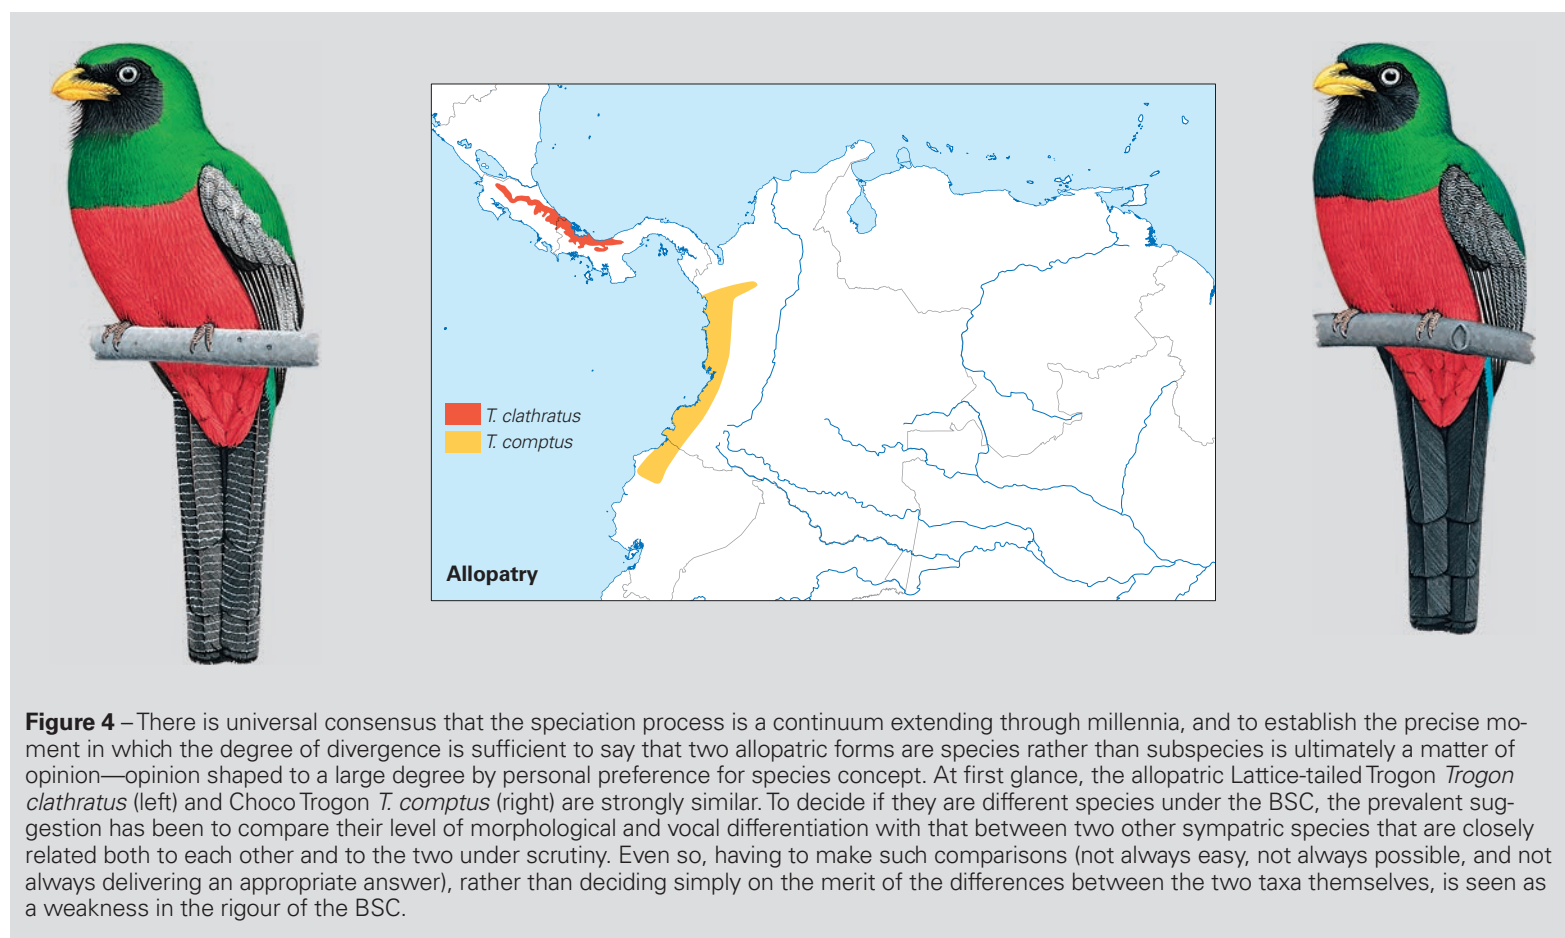 T. clathratus
T. comptus
Allopatry
Figure 4 – There is universal consensus that the speciation process is a continuum extending through millennia, and to establish the precise mo-
ment in which the degree of divergence is sufficient to say that two allopatric forms are species rather than subspecies is ultimately a matter of
opinion—opinion shaped to a large degree by personal preference for species concept. At first glance, the allopatric Lattice-tailed Trogon Trogon
clathratus (left) and Choco Trogon T. comptus (right) are strongly similar. To decide if they are different species under the BSC, the prevalent sug-
gestion has been to compare their level of morphological and vocal differentiation with that between two other sympatric species that are closely
related both to each other and to the two under scrutiny. Even so, having to make such comparisons (not always easy, not always possible, and not
always delivering an appropriate answer), rather than deciding simply on the merit of the differences between the two taxa themselves, is seen as
a weakness in the rigour of the BSC.